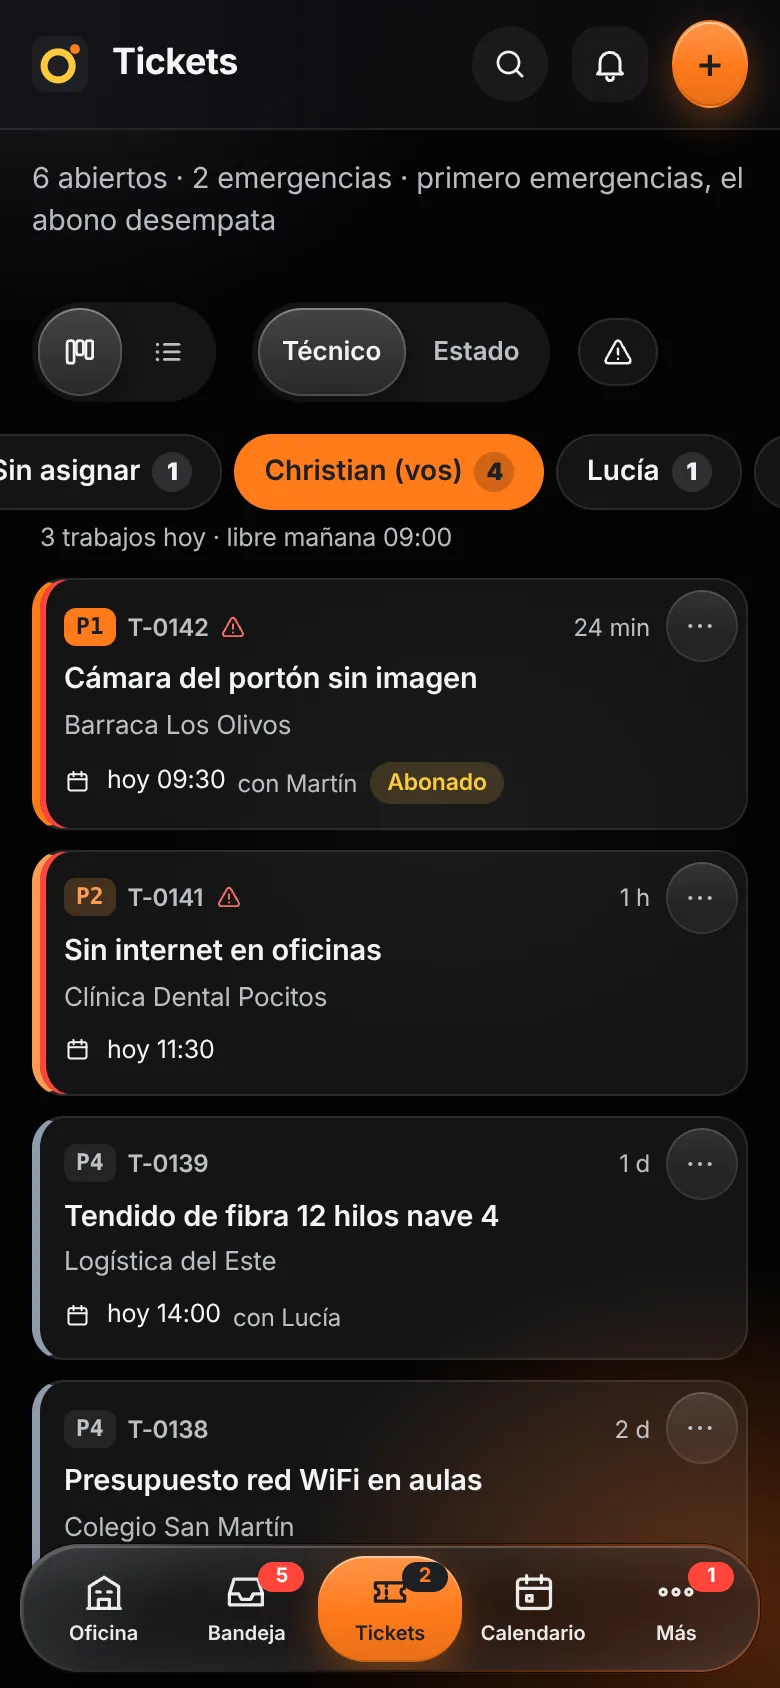 Tickets
6 abiertos · 2 emergencias · primero emergencias, el
abono desempata
Técnico Estado
Sin asignar 1 Christian (vos) 4 Lucía 1
3 trabajos hoy · libre mañana 09:00
P1 T-0142 24 min
Cámara del portón sin imagen
Barraca Los Olivos
hoy 09:30 con Martín Abonado
P2 T-0141 1 h
Sin internet en oficinas
Clínica Dental Pocitos
hoy 11:30
P4 T-0139 1 d
Tendido de fibra 12 hilos nave 4
Logística del Este
hoy 14:00 con Lucía
P4 T-0138 2 d
Presupuesto red WiFi en aulas
Colegio San Martín
5 2 1
Oficina Bandeja Tickets Calendario Más